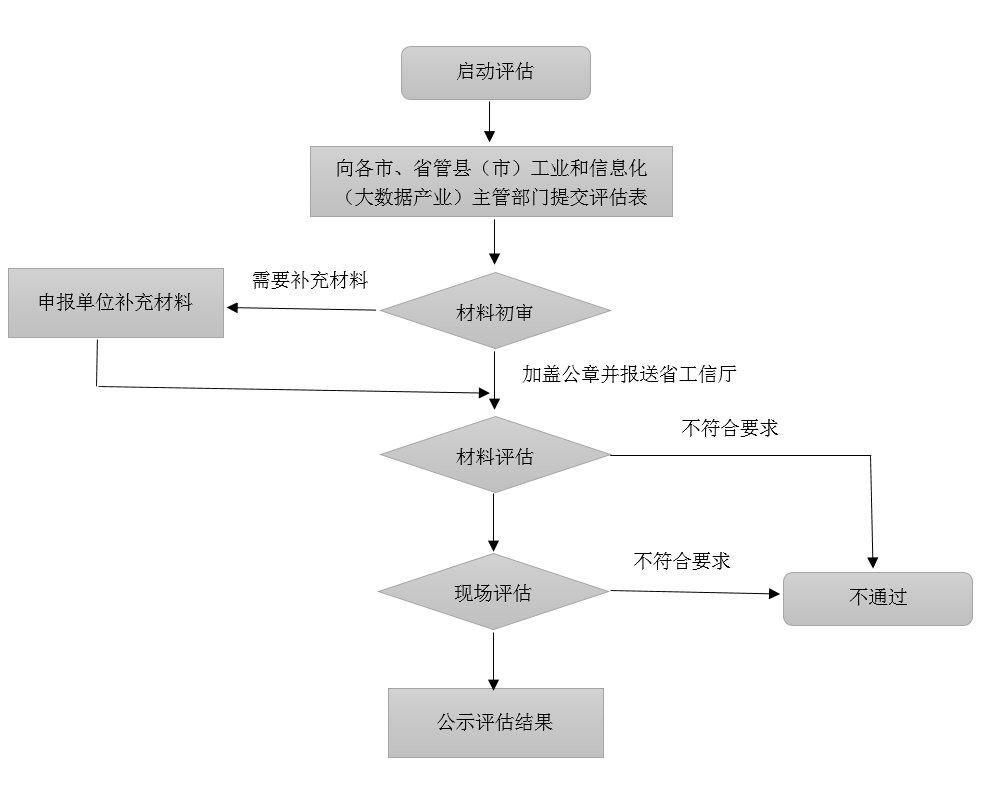 启动评估
向各市、省管县（市）工业和信息化
（大数据产业）主管部门提交评估表
需要补充材料
申报单位补充材料
材料初审
加盖公章并报送省工信厅
不符合要求
材料评估
不符合要求
现场评估
不通过
公示评估结果